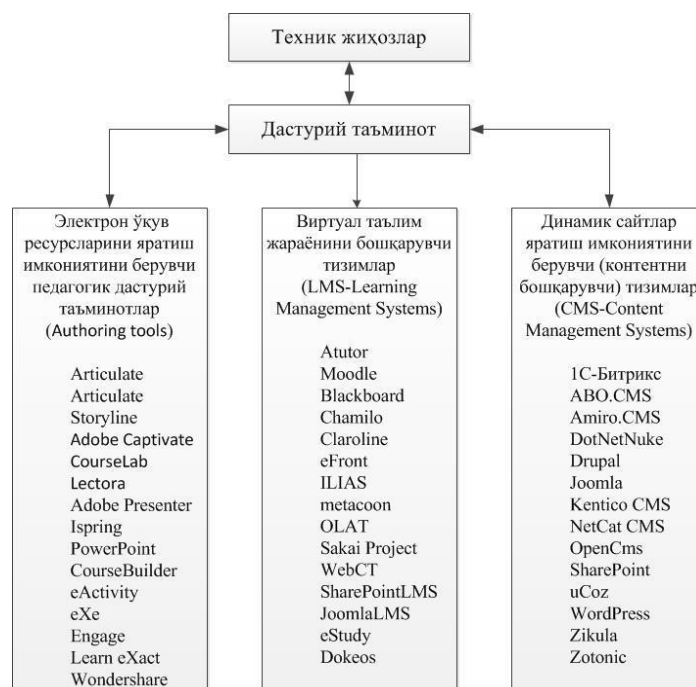 Техник жиҳозлар
Дастурий таъминот
Электрон ўқув
ресурсларини яратиш
имкониятини берувчи
педагогик дастурий
таъминотлар
(Authoring tools)
Articulate
Articulate
Storyline
Adobe Captivate
CourseLab
Lectora
Adobe Presenter
Ispring
PowerPoint
CourseBuilder
eActivity
eXe
Engage
Learn eXact
Wondershare
Виртуал таълим
жараёнини бошқарувчи
тизимлар
(LMS-Learning
Management Systems)
Atutor
Moodle
Blackboard
Chamilo
Claroline
eFront
ILIAS
metacoon
OLAT
Sakai Project
WebCT
SharePointLMS
JoomlaLMS
eStudy
Dokeos
Динамик сайтлар
яратиш имкониятини
берувчи (контентни
бошқарувчи) тизимлар
(CMS-Content
Management Systems)
1С-Битрикс
ABO.CMS
Amiro.CMS
DotNetNuke
Drupal
Joomla
Kentico CMS
NetCat CMS
OpenCms
SharePoint
uCoz
WordPress
Zikula
Zotonic